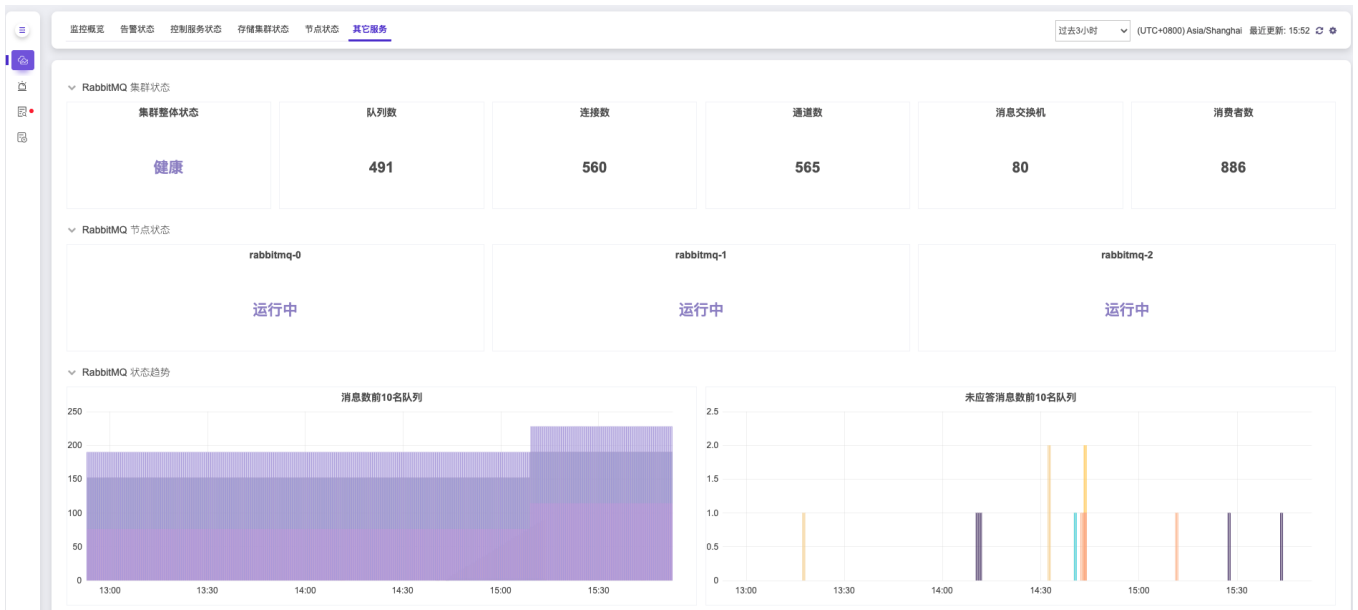 监控概览 告警状态 控制服务状态 存储集群状态 节点状态 其它服务 过去3小时 (UTC+0800) Asia/Shanghai 最近更新: 15:52
RabbitMQ 集群状态
集群整体状态 队列数 连接数 通道数 消息交换机 消费者数
健康 491 560 565 80 886
RabbitMQ 节点状态
rabbitmq-0 rabbitmq-1 rabbitmq-2
运行中 运行中 运行中
RabbitMQ 状态趋势
消息数前10名队列
250
200
150
100
50
0
13:00 13:30 14:00 14:30 15:00 15:30
未应答消息数前10名队列
2.5
2.0
1.5
1.0
0.5
0
13:00 13:30 14:00 14:30 15:00 15:30